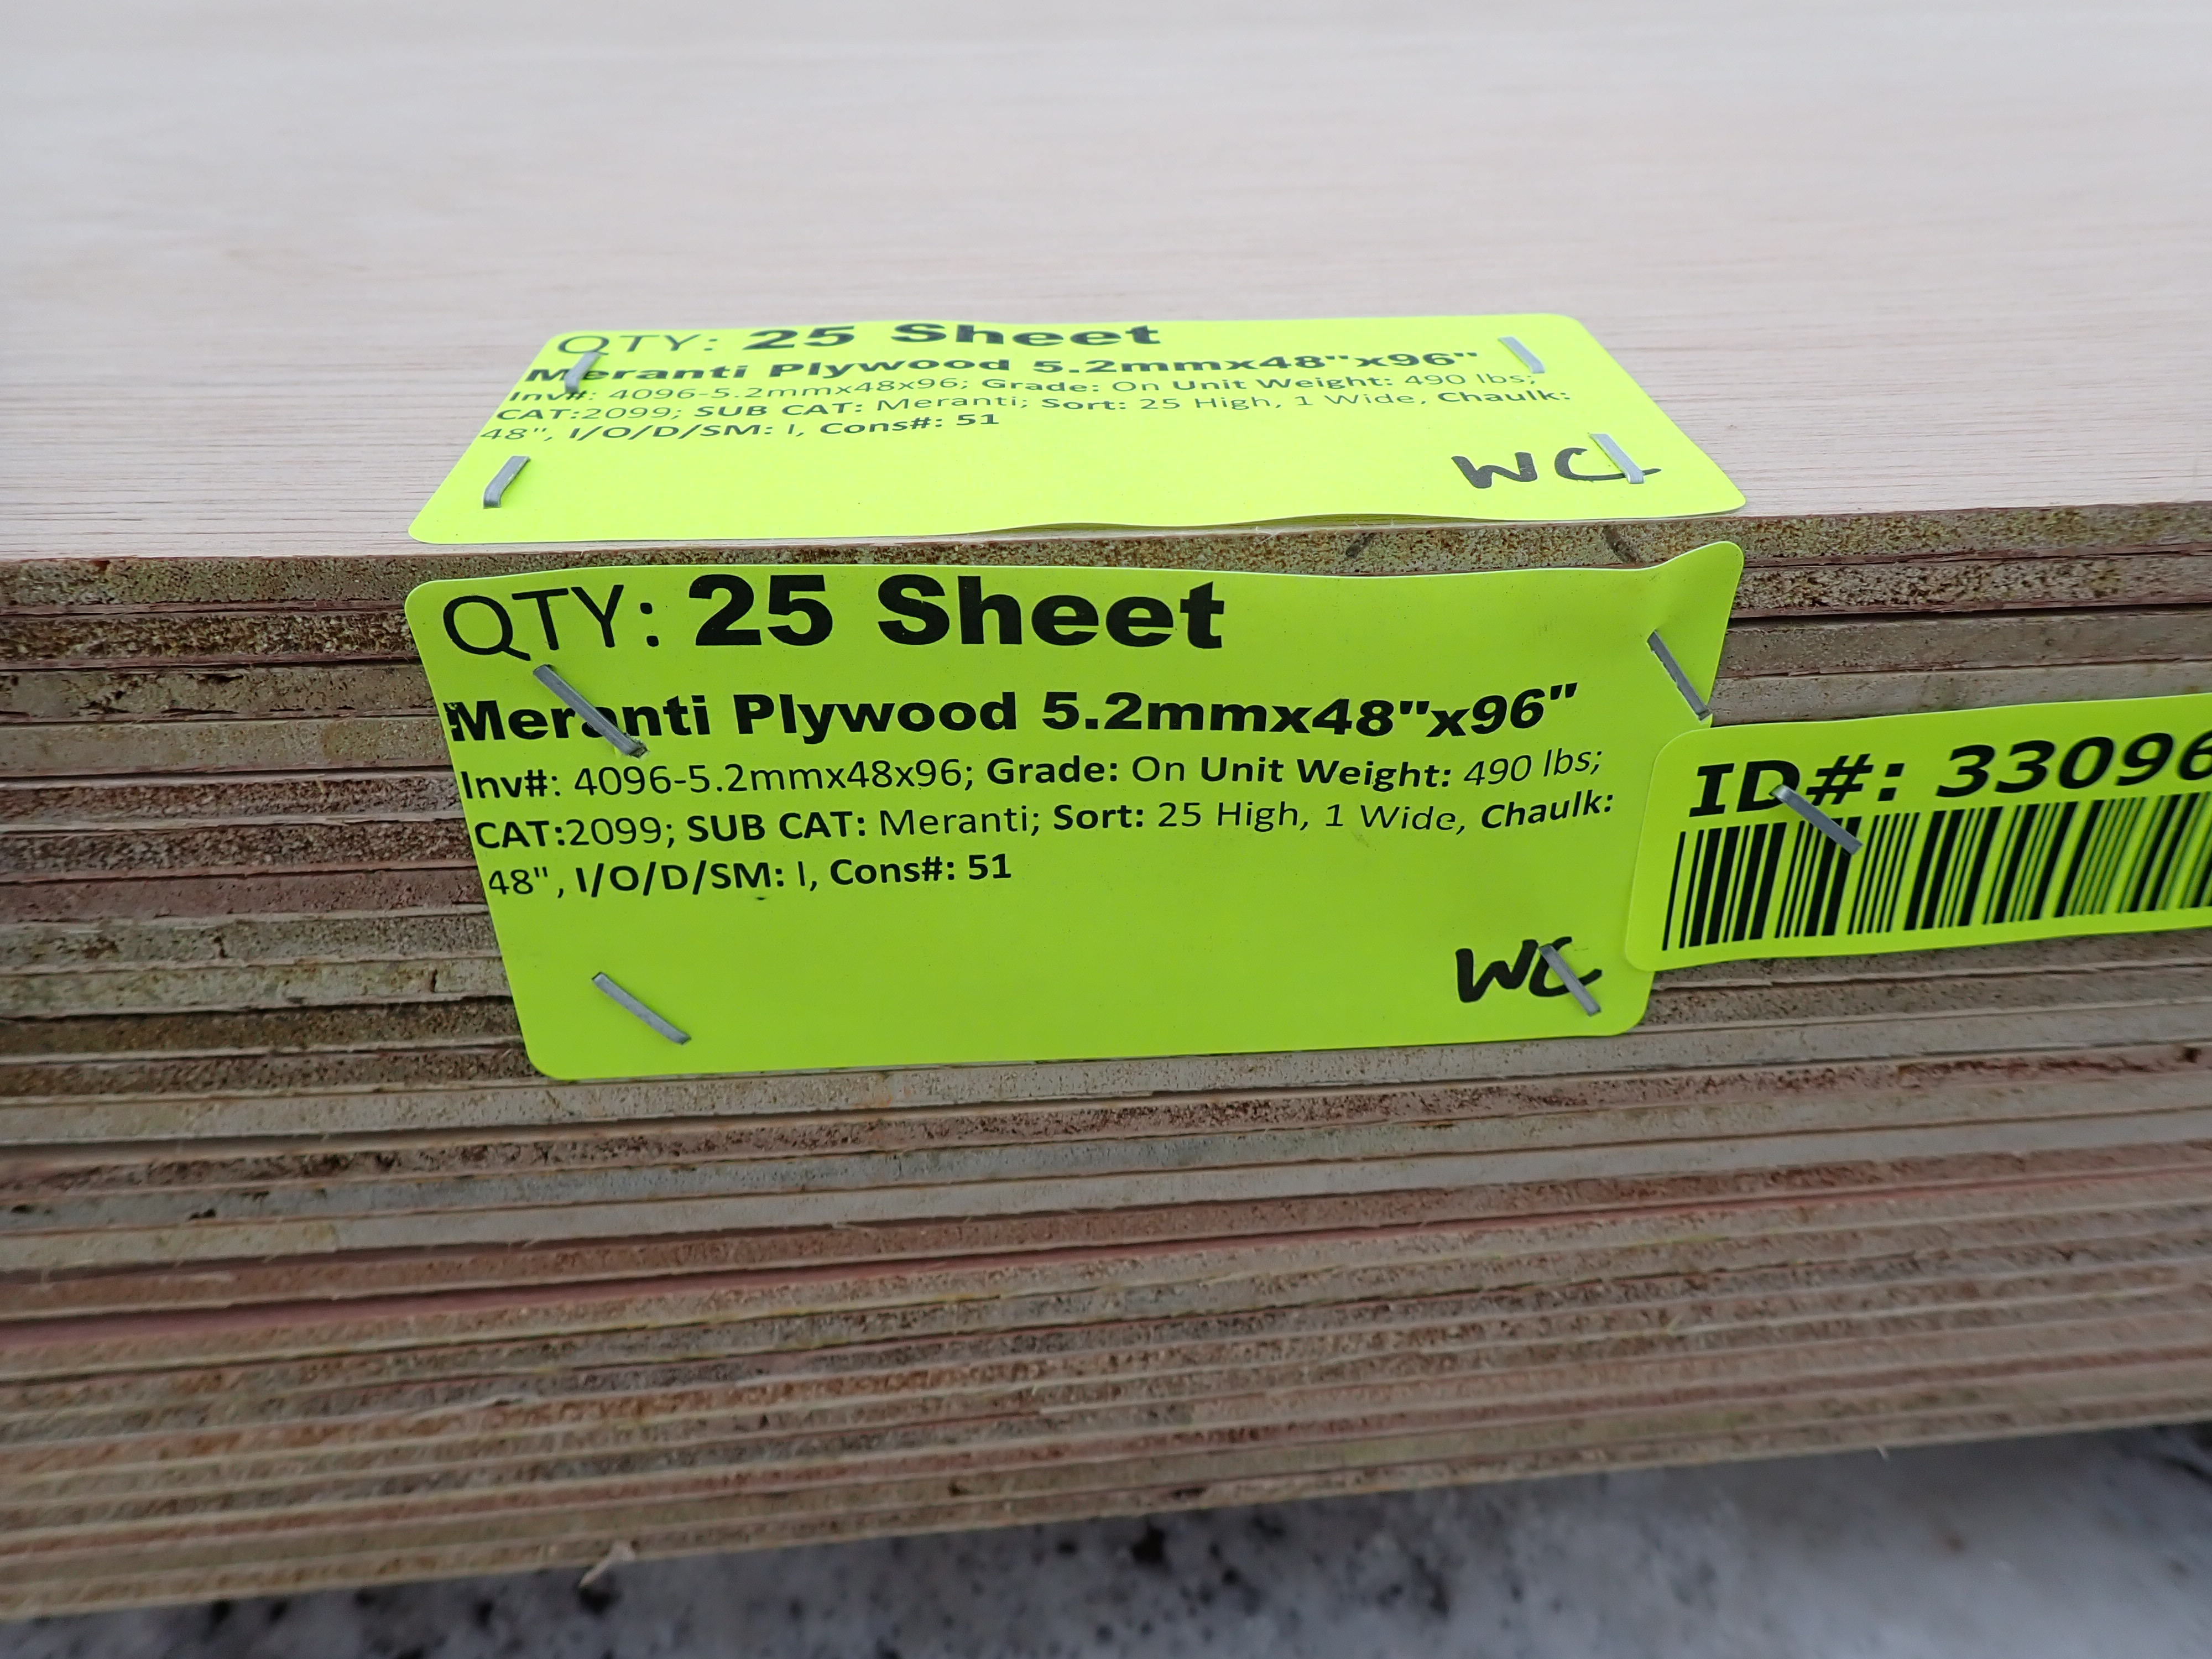 QTY: 25 Sheet
Meranti Plywood 5.2mmx48"x96"
Inv#: 4096-5.2mmx48x96; Grade: On Unit Weight: 490 lbs;
CAT:2099; SUB CAT: Meranti; Sort: 25 High, 1 Wide, Chaulk:
48", I/O/D/SM: I, Cons#: 51
WC
QTY: 25 Sheet
Meranti Plywood 5.2mmx48"x96"
Inv#: 4096-5.2mmx48x96; Grade: On Unit Weight: 490 lbs;
CAT:2099; SUB CAT: Meranti; Sort: 25 High, 1 Wide, Chaulk:
48", I/O/D/SM: I, Cons#: 51
WC
ID#: 33096